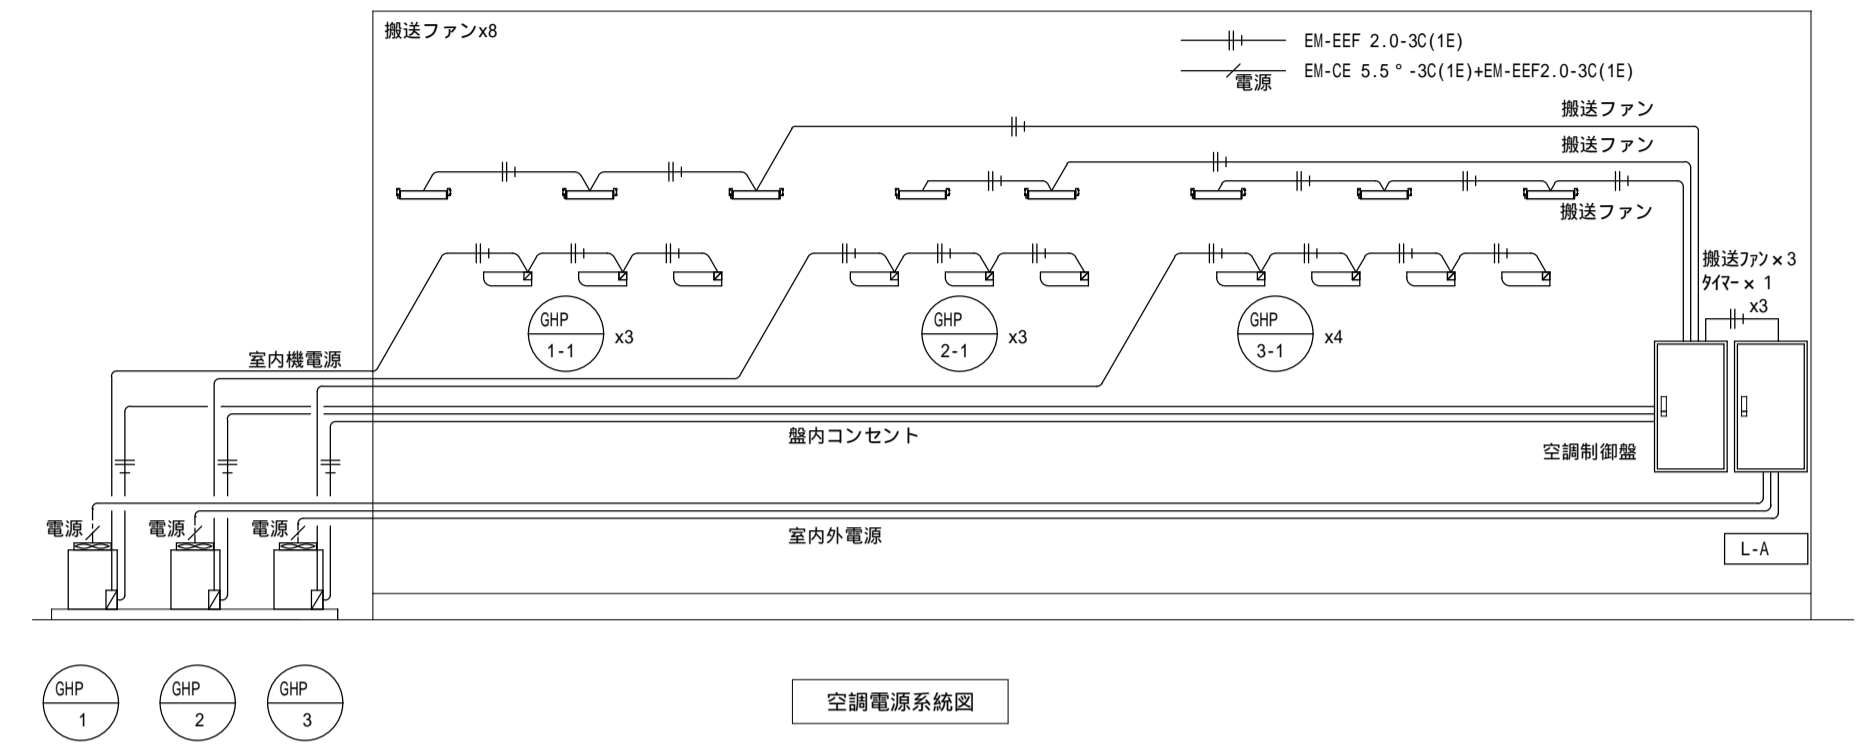 搬送ファンx8
EM-EEF 2.0-3C(1E)
電源
EM-CE 5.5°-3C(1E)+EM-EEF2.0-3C(1E)
搬送ファン
搬送ファン
搬送ファン
搬送ファン×3
タイマー×1
x3
GHP
1-1
x3
GHP
2-1
x3
GHP
3-1
x4
室内機電源
盤内コンセント
空調制御盤
電源
電源
電源
室内外電源
L-A
GHP
1
GHP
2
GHP
3
空調電源系統図